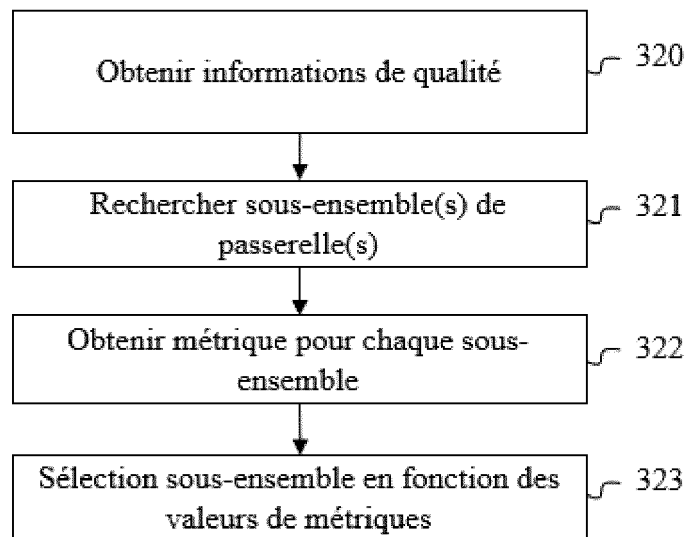 Obtenir informations de qualité
320
Rechercher sous-ensemble(s) de
passerelle(s)
321
Obtenir métrique pour chaque sous-
ensemble
322
Sélection sous-ensemble en fonction des
valeurs de métriques
323